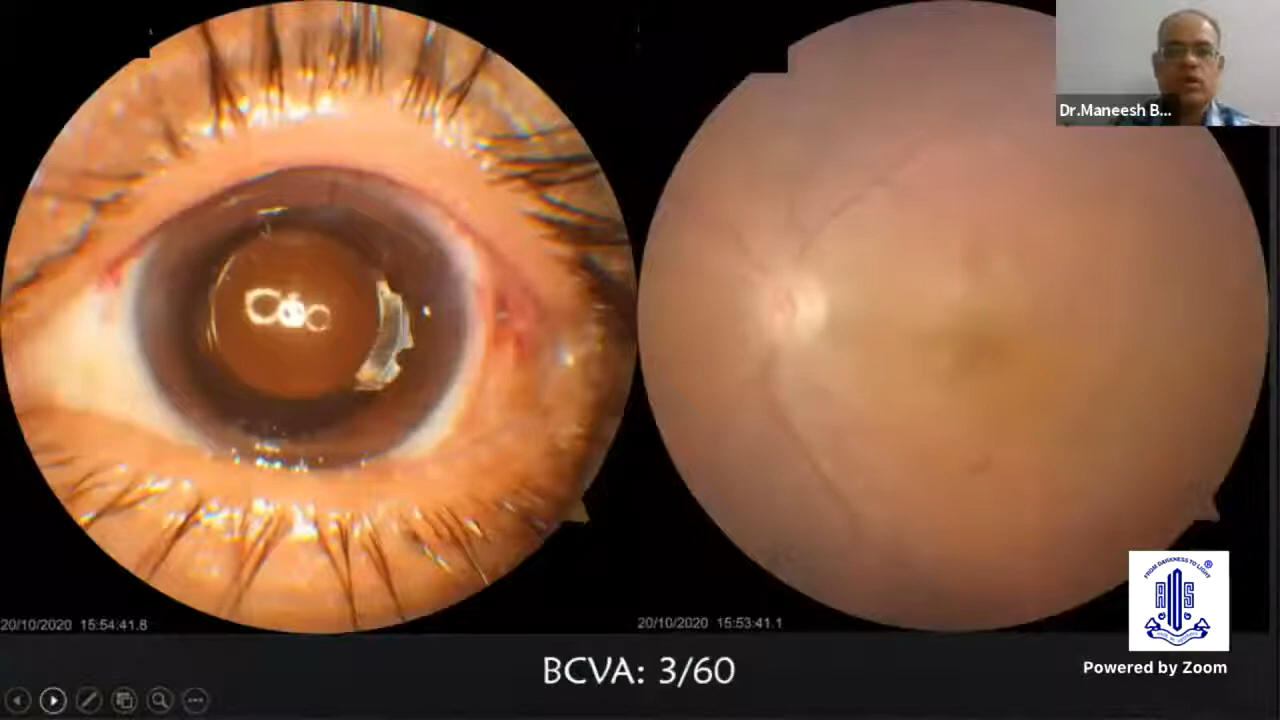 Dr.Maneesh B...
20/10/2020 15:54:41.8
20/10/2020 15:53:41.1
FROM DARKNESS TO LIGHT
®
AIOS
Powered by Zoom
BCVA: 3/60